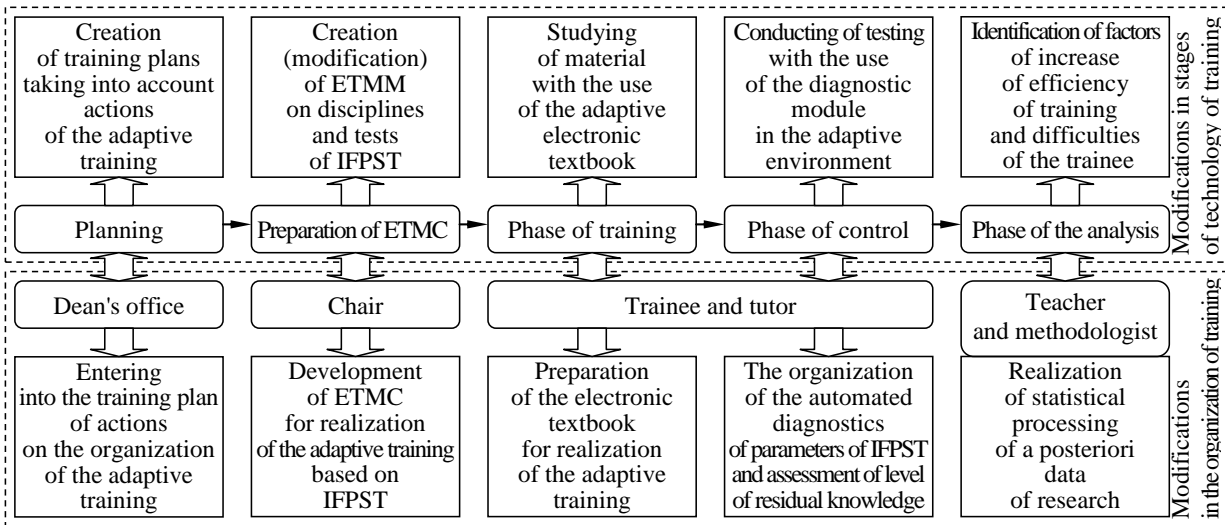 Creation
of training plans
taking into account
actions
of the adaptive
training
Creation
(modification)
of ETMM
on disciplines
and tests
of IFPST
Studying
of material
with the use
of the adaptive
electronic
textbook
Conducting of testing
with the use
of the diagnostic
module
in the adaptive
environment
Identification of factors
of increase
of efficiency
of training
and difficulties
of the trainee
Modifications in stages
of technology of training
Planning
Preparation of ETMC
Phase of training
Phase of control
Phase of the analysis
Dean's office
Chair
Trainee and tutor
Teacher
and methodologist
Entering
into the training plan
of actions
on the organization
of the adaptive
training
Development
of ETMC
for realization
of the adaptive training
based on
IFPST
Preparation
of the electronic
textbook
for realization
of the adaptive
training
The organization
of the automated
diagnostics
of parameters of IFPST
and assessment of level
of residual knowledge
Realization
of statistical
processing
of a posteriori
data
of research
Modifications
in the organization of training